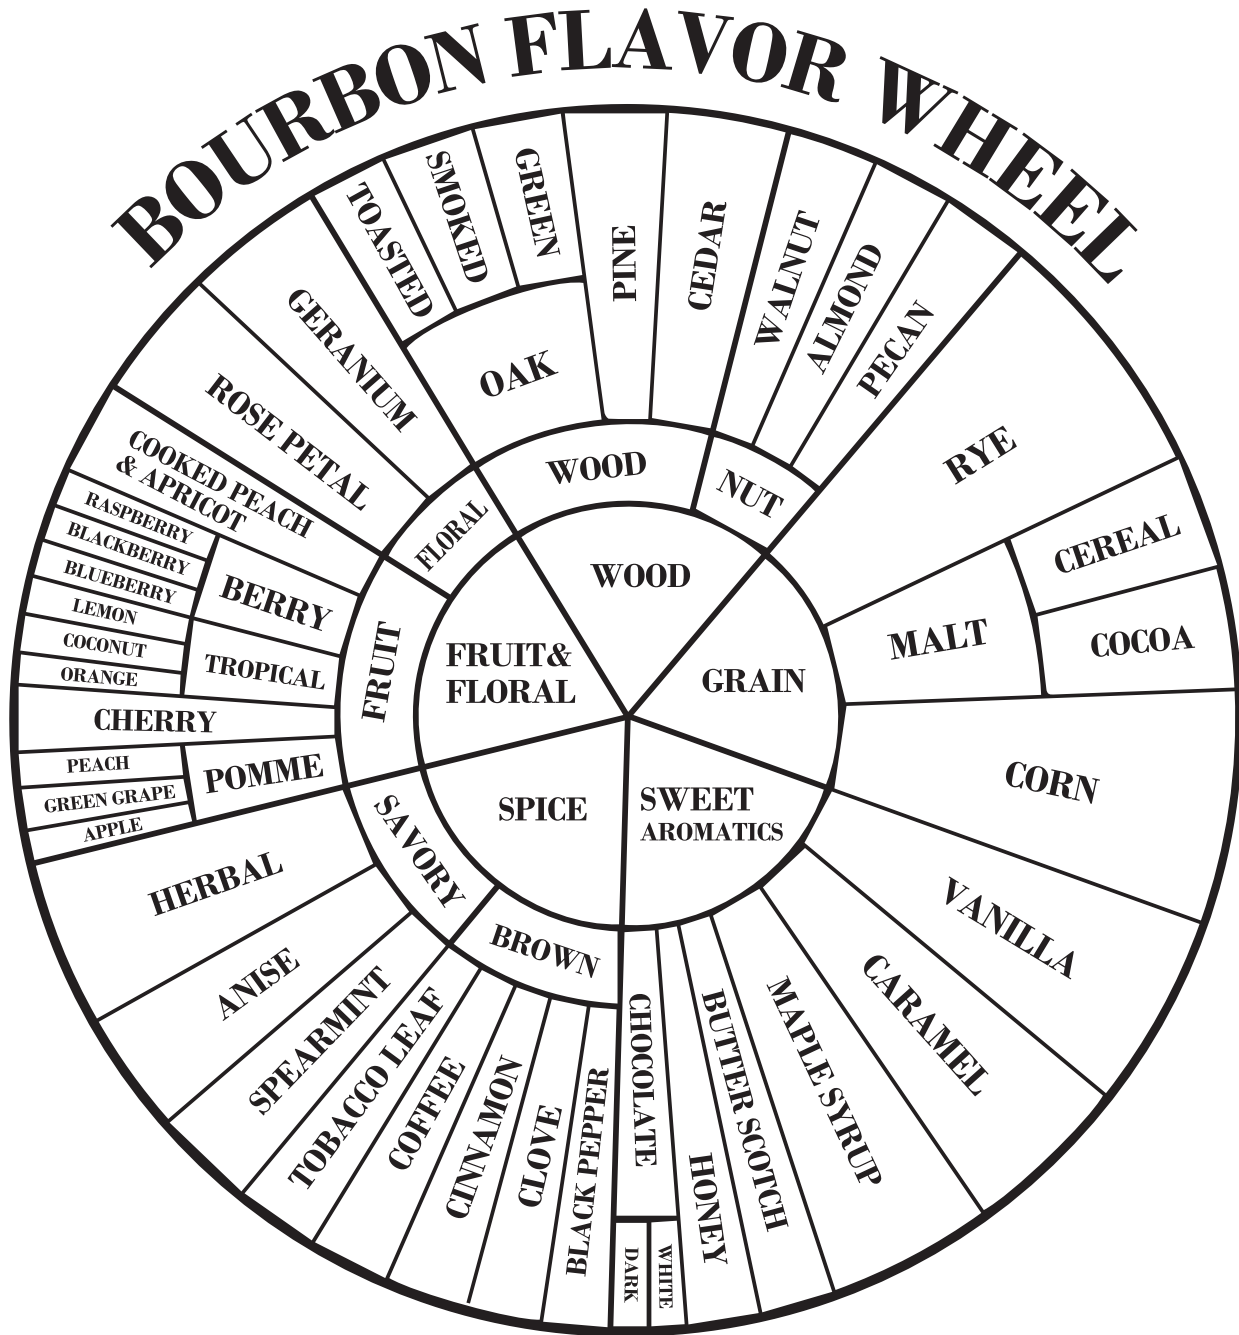 BOURBON FLAVOR WHEEL
TOASTED
SMOKED
GREEN
PINE
CEDAR
WALNUT
ALMOND
PECAN
OAK
WOOD
NUT
WOOD
RYE
CEREAL
COCOA
MALT
CORN
GRAIN
VANILLA
CARAMEL
MAPLE SYRUP
BUTTER SCOTCH
HONEY
CHOCOLATE
WHITE
DARK
SWEET
AROMATICS
BLACK PEPPER
CLOVE
CINNAMON
COFFEE
TOBACCO LEAF
BROWN
SPEARMINT
ANISE
HERBAL
SAVORY
SPICE
APPLE
GREEN GRAPE
PEACH
POMME
CHERRY
ORANGE
COCONUT
LEMON
TROPICAL
BLUEBERRY
BLACKBERRY
RASPBERRY
BERRY
COOKED PEACH
& APRICOT
FRUIT
ROSE PETAL
GERANIUM
FLORAL
FRUIT&
FLORAL